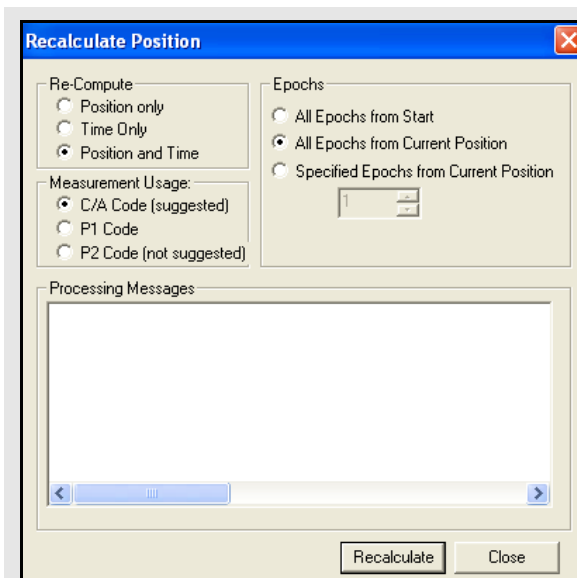 Recalculate Position
Re-Compute
Position only
Time Only
Position and Time
Epochs
All Epochs from Start
All Epochs from Current Position
Specified Epochs from Current Position
1
Measurement Usage:
C/A Code (suggested)
P1 Code
P2 Code (not suggested)
Processing Messages
Recalculate
Close